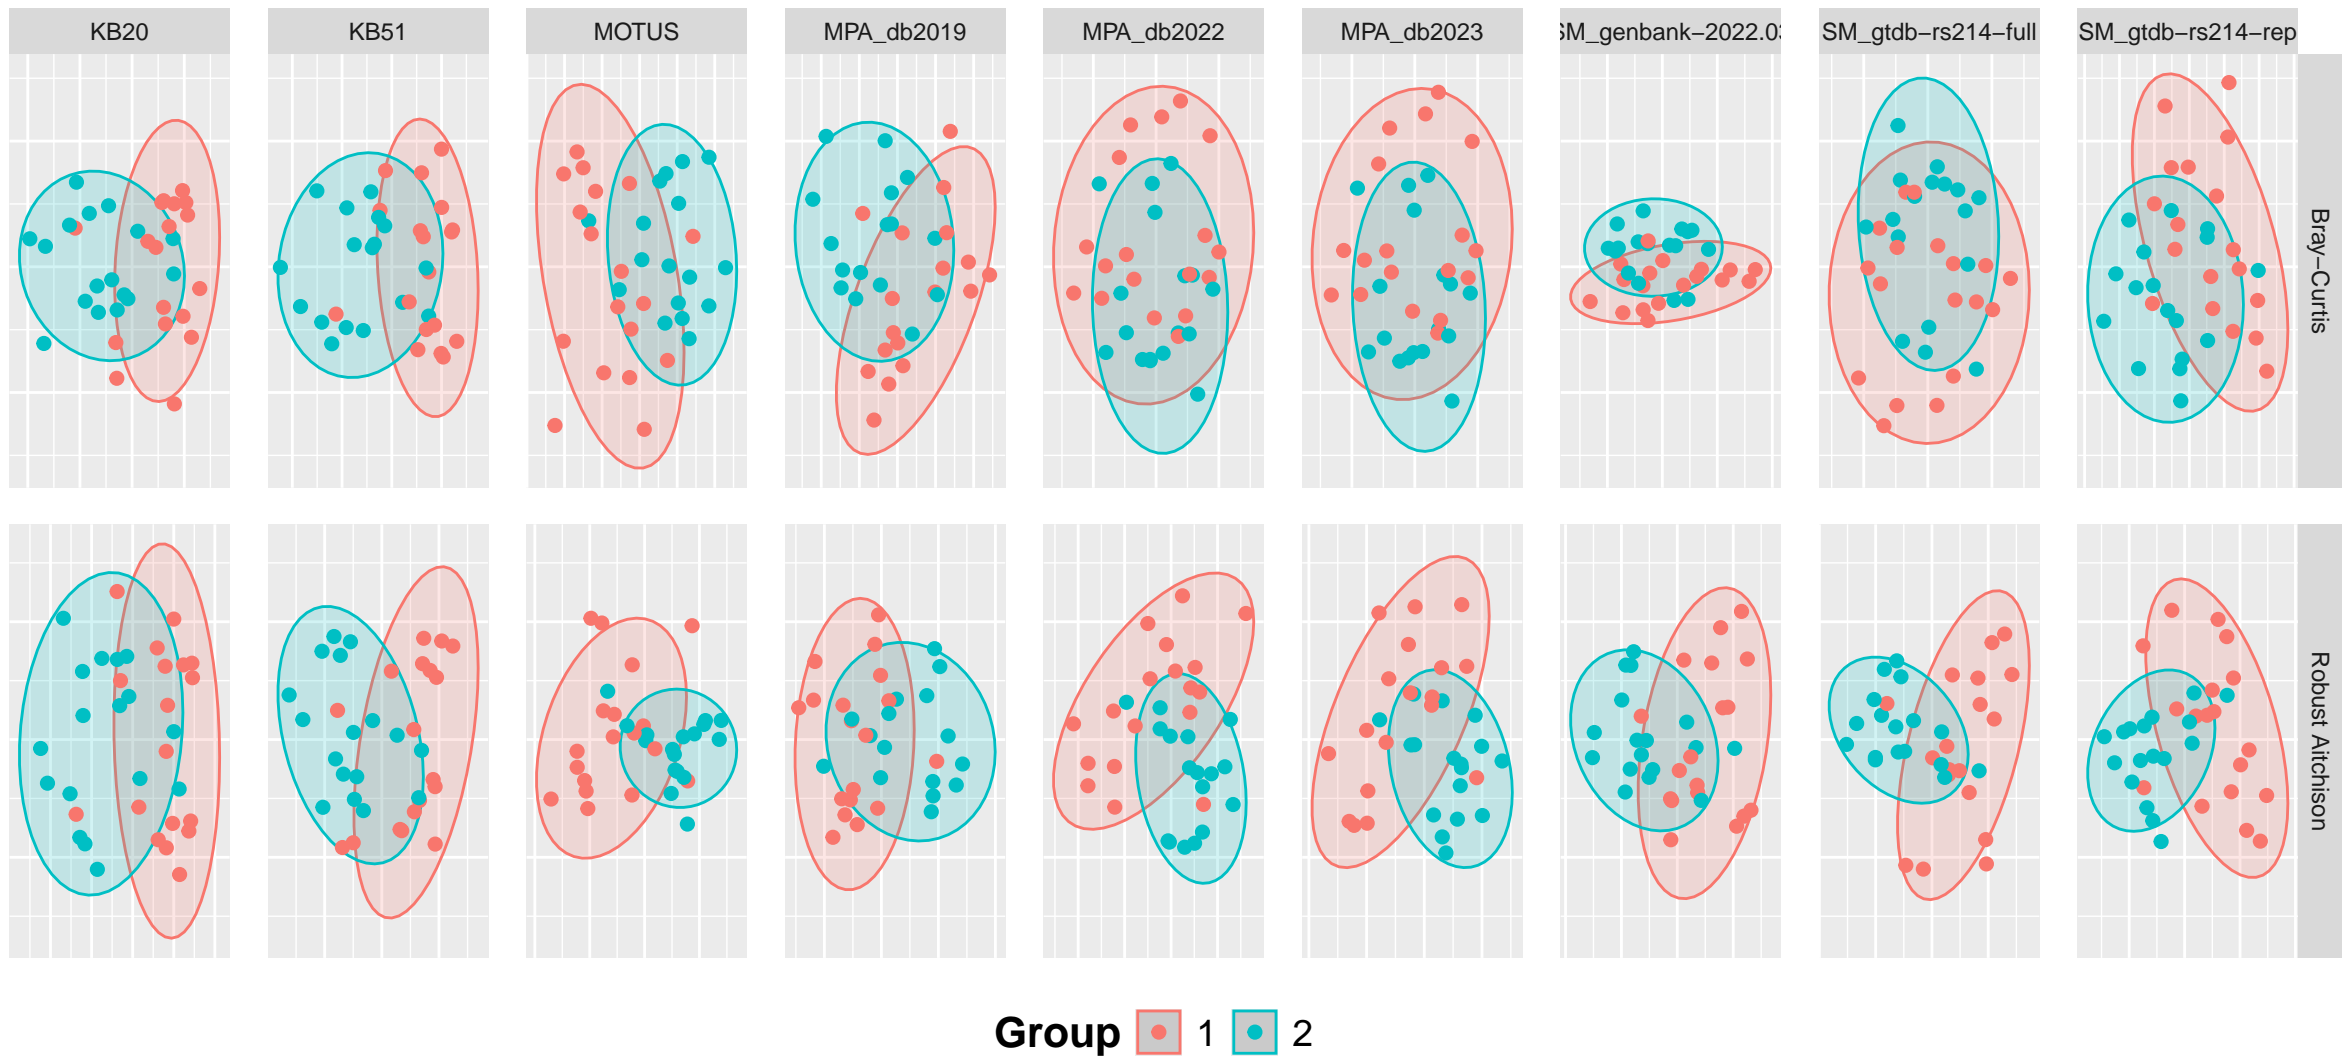 KB20
KB51
MOTUS
MPA_db2019
MPA_db2022
MPA_db2023
SM_genbank−2022.03
SM_gtdb−rs214−full
SM_gtdb−rs214−rep
Bray−Curtis
Robust Aitchison
Group 1 2